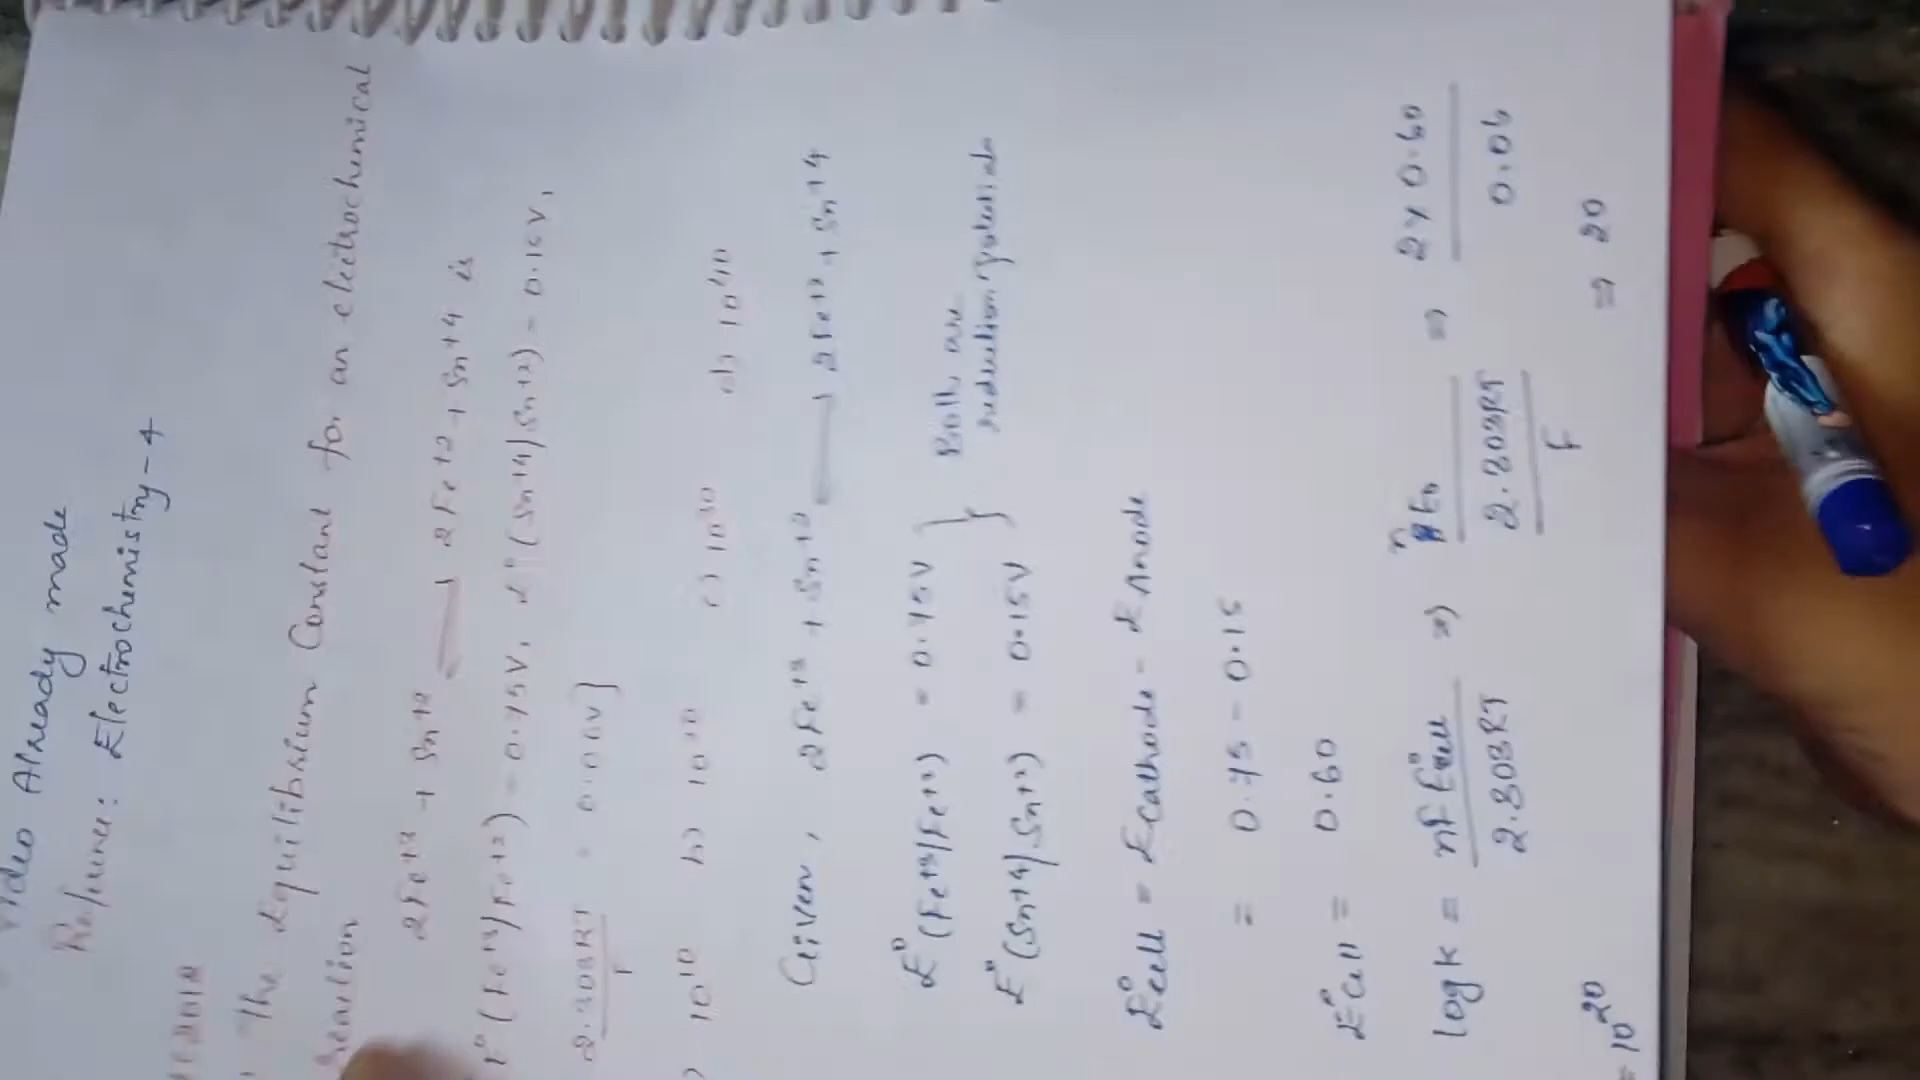 Video Already made
Reference: Electrochemistry-4
2018
The Equilibrium Constant for an electrochemical
reaction
2Fe+3 + Sn+2 ⇌ 2Fe+2 + Sn+4 is
E°(Fe+3/Fe+2) = 0.75V, E°(Sn+4/Sn+2) = 0.15V,
2.303RT/F = 0.06V]
) 10^10 b) 10^20 c) 10^30 d) 10^40
Given, 2Fe+3 + Sn+2 ⇌ 2Fe+2 + Sn+4
E°(Fe+3/Fe+2) = 0.75V } Both are
E°(Sn+4/Sn+2) = 0.15V } reduction potentials
E°cell = Ecathode - EAnode
= 0.75 - 0.15
E°Cell = 0.60
log K = nFE°cell/2.303RT ⇒ nE°/(2.303RT/F) ⇒ 2×0.60/0.06
= 10^20 ⇒ 20